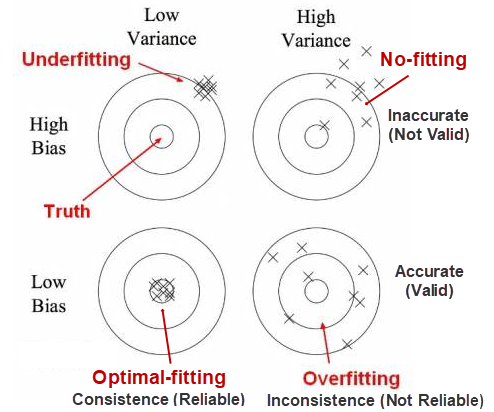 Low
Variance
High
Variance
Underfitting
No-fitting
High
Bias
Inaccurate
(Not Valid)
Truth
Low
Bias
Accurate
(Valid)
Optimal-fitting
Overfitting
Consistence (Reliable)
Inconsistence (Not Reliable)